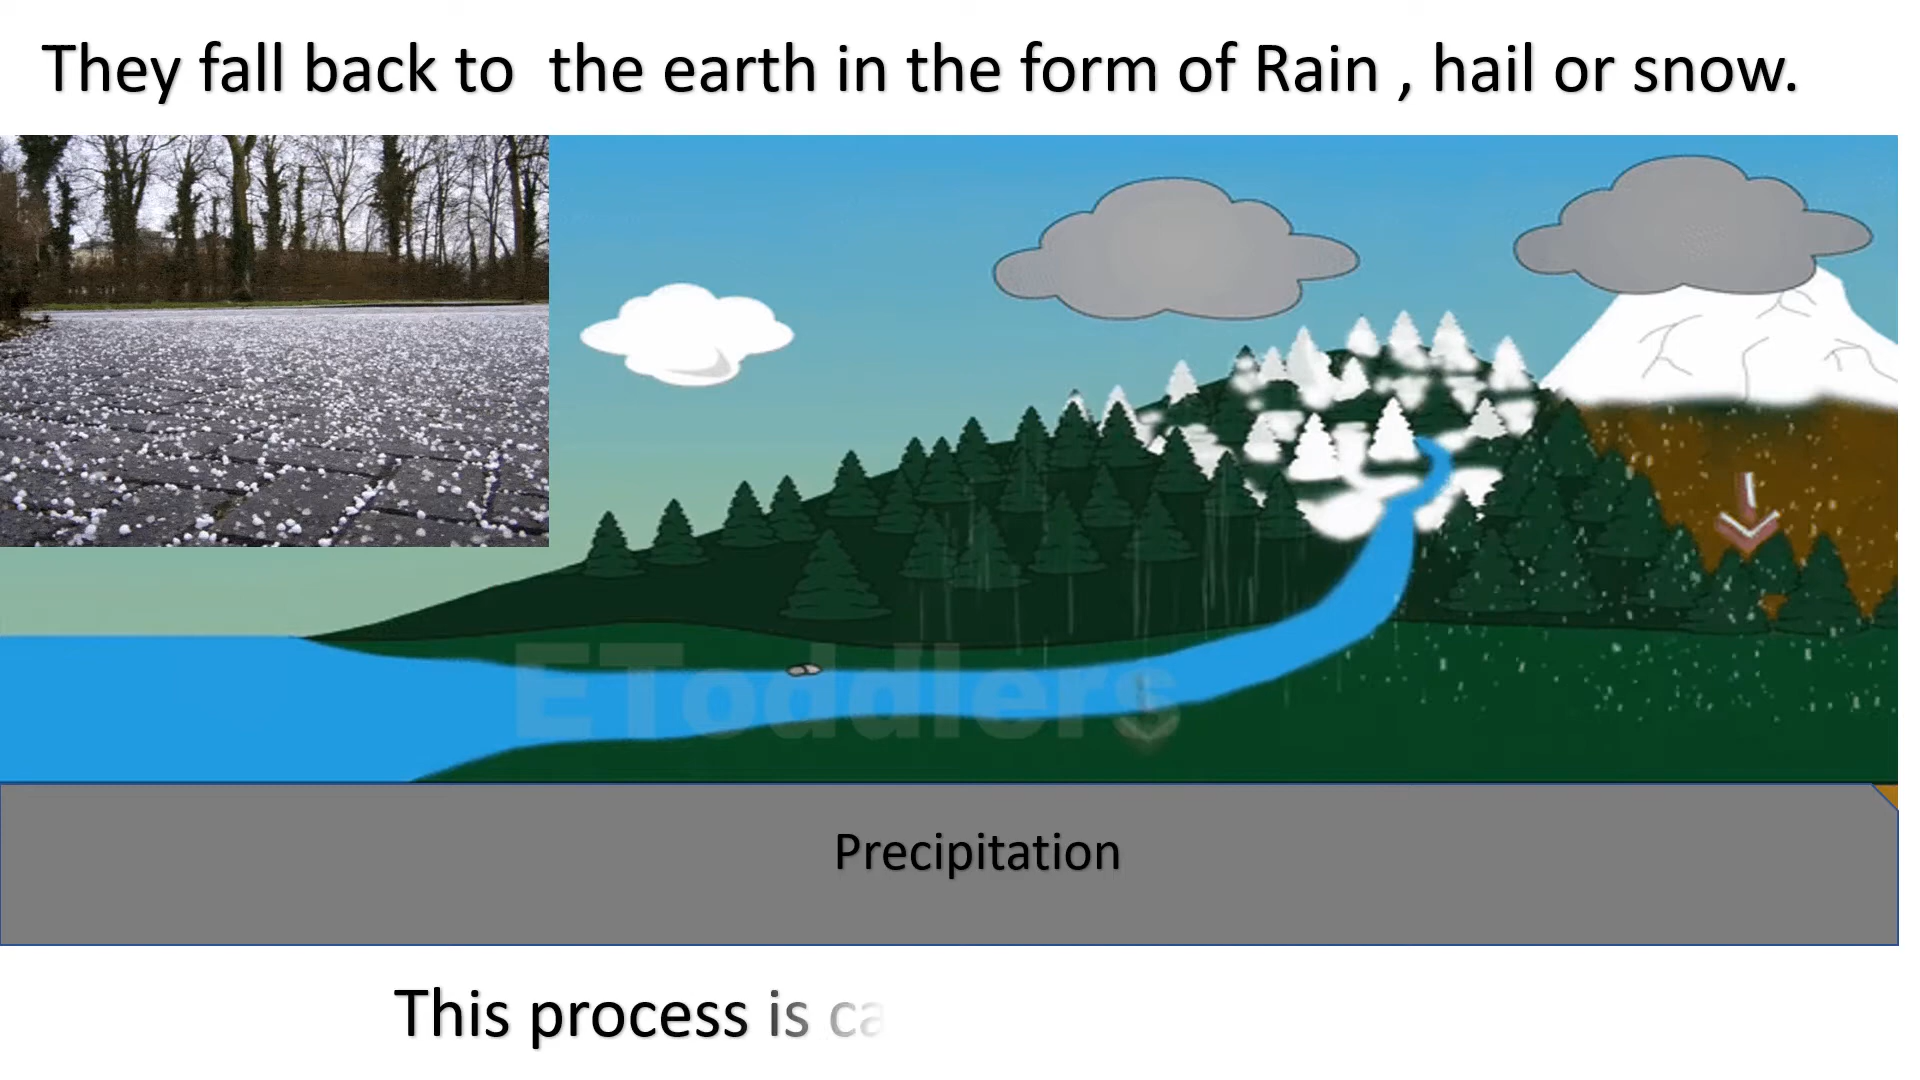 They fall back to  the earth in the form of Rain , hail or snow.
EToddlers
Precipitation
This process is ca